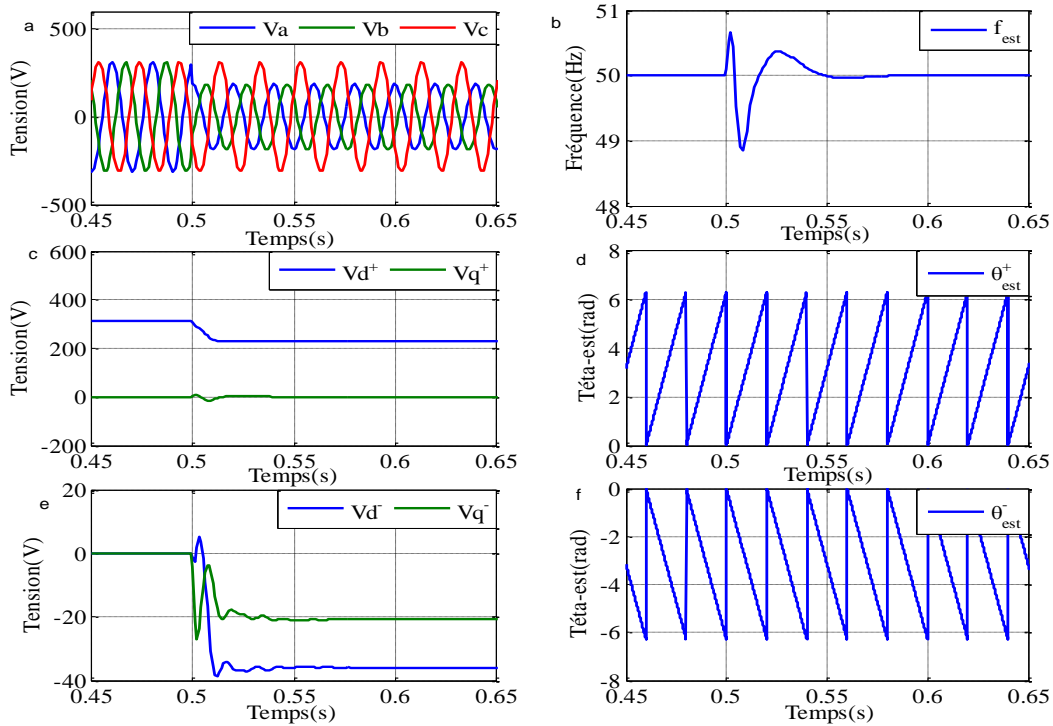 a
Va Vb Vc
Tension(V)
500
0
-500
0.45 0.5 0.55 0.6 0.65
Temps(s)
b
f_est
Fréquence(Hz)
51
50
49
48
0.45 0.5 0.55 0.6 0.65
Temps(s)
c
Vd⁺ Vq⁺
Tension(V)
600
400
200
0
-200
0.45 0.5 0.55 0.6 0.65
Temps(s)
d
θ⁺_est
Téta-est(rad)
8
6
4
2
0
0.45 0.5 0.55 0.6 0.65
Temps(s)
e
Vd⁻ Vq⁻
Tension(V)
20
0
-20
-40
0.45 0.5 0.55 0.6 0.65
Temps(s)
f
θ⁻_est
Téta-est(rad)
0
-2
-4
-6
-8
0.45 0.5 0.55 0.6 0.65
Temps(s)